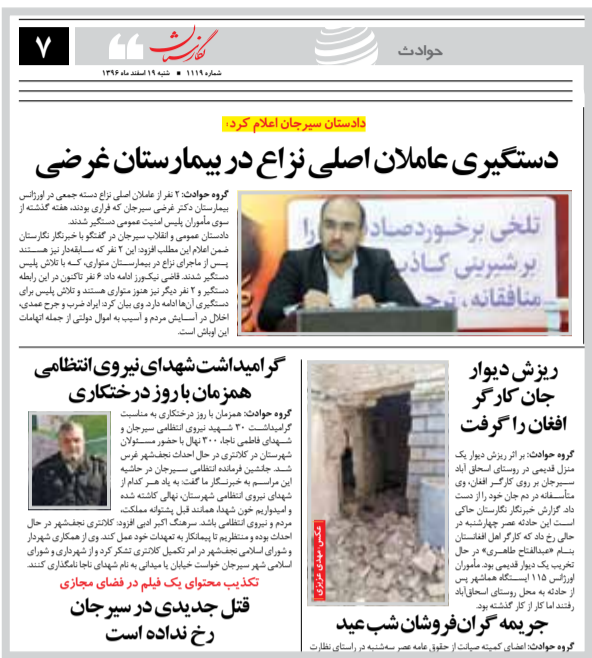 حوادث
نگارستان
۷
شماره ۱۱۱۹ ■ شنبه ۱۹ اسفند ماه ۱۳۹۶
دادستان سیرجان اعلام کرد:
دستگیری عاملان اصلی نزاع در بیمارستان غرضی
گروه حوادث: ۲ نفر از عاملان اصلی نزاع دسته جمعی در اورژانس
بیمارستان دکتر غرضی سیرجان که فراری بودند، هفته گذشته از
سوی مأموران پلیس امنیت عمومی دستگیر شدند.
دادستان عمومی و انقلاب سیرجان در گفتگو با خبرنگار نگارستان
ضمن اعلام این مطلب افزود: این ۲ نفر که سابقه‌دار نیز هستند،
پس از ماجرای نزاع در بیمارستان متواری، که با تلاش پلیس
دستگیر شدند. قاضی نیک‌ورز ادامه داد: ۶ نفر تاکنون در این رابطه
دستگیر و ۲ نفر دیگر نیز هنوز متواری هستند و تلاش پلیس برای
دستگیری آن‌ها ادامه دارد. وی بیان کرد: ایراد ضرب و جرح عمدی،
اخلال در آسایش مردم و آسیب به اموال دولتی از جمله اتهامات
این اوباش است.
تلخی برخورد صادقانه را
بر شیرینی
منافقانه، ترجیح
ریزش دیوار
جان کارگر
افغان را گرفت
گروه حوادث: بر اثر ریزش دیوار یک
منزل قدیمی در روستای اسحاق آباد
سیرجان بر روی کارگر افغان، وی
متأسفانه در دم جان خود را از دست
داد. گزارش خبرنگار نگارستان حاکی
است این حادثه عصر چهارشنبه در
حالی رخ داد که کارگر اهل افغانستان
بنام «عبدالفتاح طاهری» در حال
تخریب یک دیوار قدیمی بود. مأموران
اورژانس ۱۱۵ ایستگاه هماشهر پس
از حادثه به محل روستای اسحاق‌آباد
رفتند اما کار از کار گذشته بود.
عکس: مهدی عزیزی
جریمه گران‌فروشان شب عید
گروه حوادث: اعضای کمیته صیانت از حقوق عامه عصر سه‌شنبه در راستای نظارت
گرامیداشت شهدای نیروی انتظامی
همزمان با روز درختکاری
گروه حوادث: همزمان با روز درختکاری به مناسبت
گرامیداشت ۳۰ شهید نیروی انتظامی سیرجان و
شهدای فاطمی ناجا، ۳۰۰ نهال با حضور مسئولان
شهرستان در کلانتری در حال احداث نجف‌شهر غرس
شد. جانشین فرمانده انتظامی سیرجان در حاشیه
این مراسم به خبرنگار ما گفت: به یاد هر کدام از
شهدای نیروی انتظامی شهرستان، نهالی کاشته شده
و امیدواریم خون شهدا، همانند قبل پشتوانه مملکت،
مردم و نیروی انتظامی باشد. سرهنگ اکبر ادبی افزود: کلانتری نجف‌شهر در حال
احداث بوده و منتظریم تا پیمانکار به تعهدات خود عمل کند. وی از همکاری شهردار
و شورای اسلامی نجف‌شهر در امر تکمیل کلانتری تشکر کرد و از شهرداری و شورای
اسلامی شهر سیرجان خواست خیابان یا میدانی به نام شهدای ناجا نامگذاری کنند.
تکذیب محتوای یک فیلم در فضای مجازی
قتل جدیدی در سیرجان
رخ نداده است